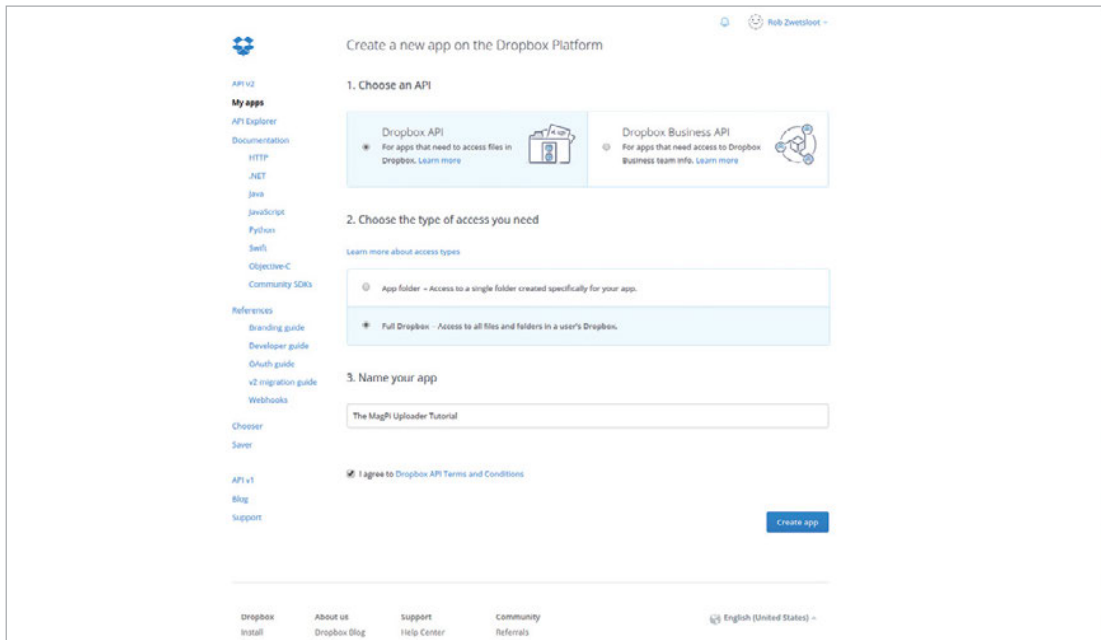 Rob Zwetsloot
Create a new app on the Dropbox Platform
API v2
My apps
API Explorer
Documentation
HTTP
.NET
Java
JavaScript
Python
Swift
Objective-C
Community SDKs
References
Branding guide
Developer guide
OAuth guide
v2 migration guide
Webhooks
Chooser
Saver
API v1
Blog
Support
1. Choose an API
Dropbox API
For apps that need to access files in
Dropbox. Learn more
Dropbox Business API
For apps that need access to Dropbox
Business team info. Learn more
2. Choose the type of access you need
Learn more about access types
App folder – Access to a single folder created specifically for your app.
Full Dropbox – Access to all files and folders in a user's Dropbox.
3. Name your app
The MagPi Uploader Tutorial
I agree to Dropbox API Terms and Conditions
Create app
Dropbox
Install
About us
Dropbox Blog
Support
Help Center
Community
Referrals
English (United States)